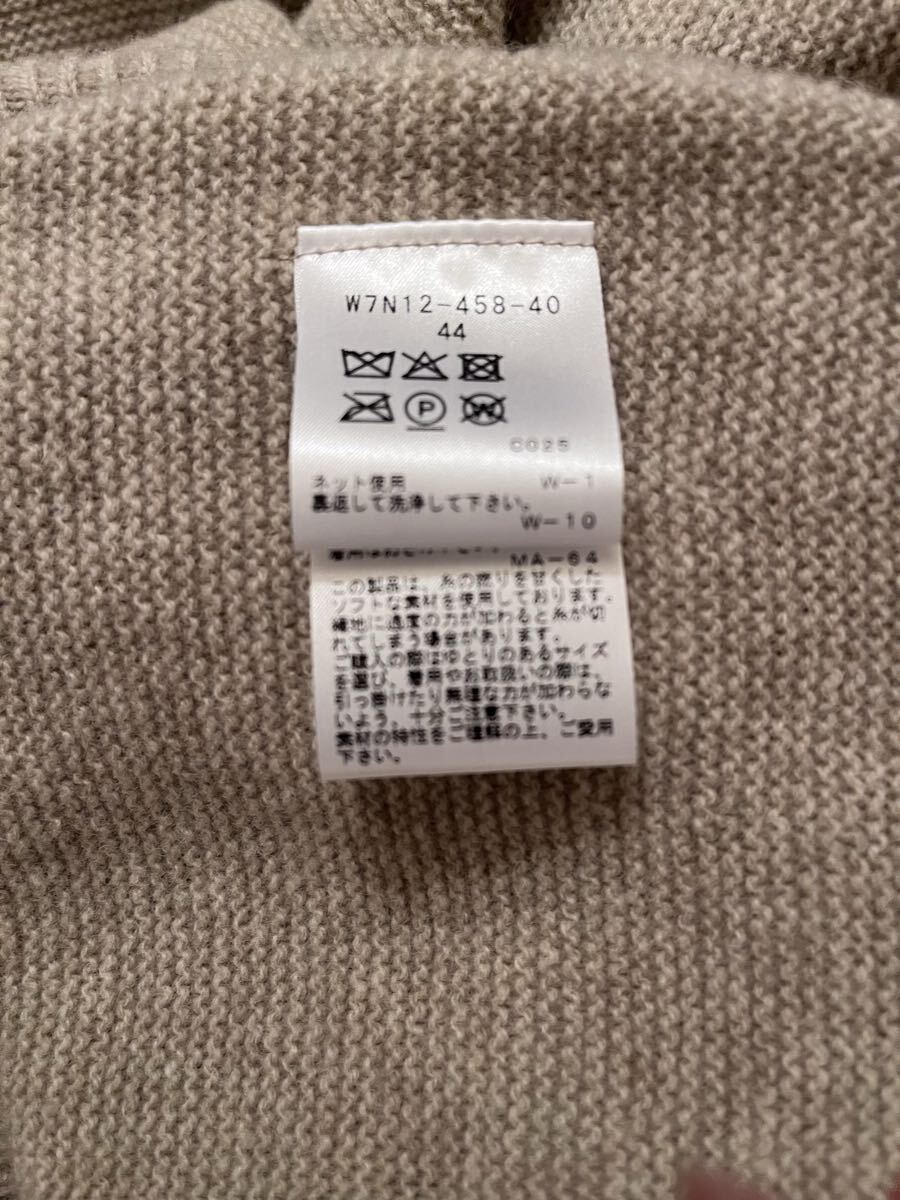 W7N12-458-40
44
P
W
C025
ネット使用 W-1
裏返して洗浄して下さい。
W-10
MA-64
この製品は、糸の撚りを甘くした
ソフトな素材を使用しております。
編地に過度の力が加わると糸が切
れてしまう場合があります。
ご購入の際はゆとりのあるサイズ
を選び、着用やお取扱いの際は、
引っ掛けたり無理な力が加わらな
いよう、十分ご注意下さい。
素材の特性をご理解の上、ご愛用
下さい。